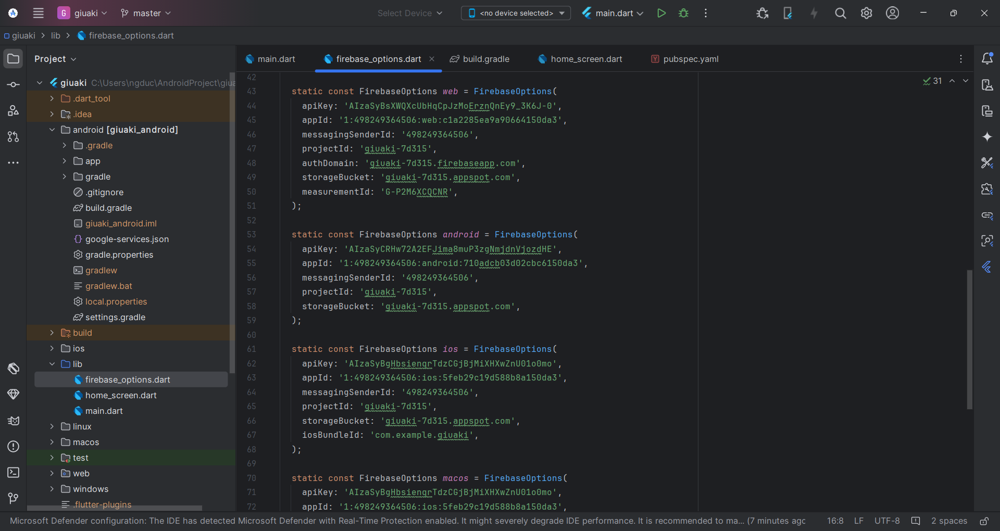 G giuaki master Select Device <no device selected> main.dart
giuaki > lib > firebase_options.dart
Project
giuaki C:\Users\ngduc\AndroidProject\giua
.dart_tool
.idea
android [giuaki_android]
.gradle
app
gradle
.gitignore
build.gradle
giuaki_android.iml
google-services.json
gradle.properties
gradlew
gradlew.bat
local.properties
settings.gradle
build
ios
lib
firebase_options.dart
home_screen.dart
main.dart
linux
macos
test
web
windows
.flutter-plugins
main.dart firebase_options.dart build.gradle home_screen.dart pubspec.yaml
31
42
43 static const FirebaseOptions web = FirebaseOptions(
44 apiKey: 'AIzaSyBsXWQXcUbHqCpJzMoErznQnEy9_3K6J-0',
45 appId: '1:498249364506:web:c1a2285ea9a90664150da3',
46 messagingSenderId: '498249364506',
47 projectId: 'giuaki-7d315',
48 authDomain: 'giuaki-7d315.firebaseapp.com',
49 storageBucket: 'giuaki-7d315.appspot.com',
50 measurementId: 'G-P2M6XCQCNR',
51 );
52
53 static const FirebaseOptions android = FirebaseOptions(
54 apiKey: 'AIzaSyCRHw72A2EFJima8muP3zgNmjdnVjozdHE',
55 appId: '1:498249364506:android:710adcb03d02cbc6150da3',
56 messagingSenderId: '498249364506',
57 projectId: 'giuaki-7d315',
58 storageBucket: 'giuaki-7d315.appspot.com',
59 );
60
61 static const FirebaseOptions ios = FirebaseOptions(
62 apiKey: 'AIzaSyBgHbsienqrTdzCGjBjMiXHXwZnU01o0mo',
63 appId: '1:498249364506:ios:5feb29c19d588b8a150da3',
64 messagingSenderId: '498249364506',
65 projectId: 'giuaki-7d315',
66 storageBucket: 'giuaki-7d315.appspot.com',
67 iosBundleId: 'com.example.giuaki',
68 );
69
70 static const FirebaseOptions macos = FirebaseOptions(
71 apiKey: 'AIzaSyBgHbsienqrTdzCGjBjMiXHXwZnU01o0mo',
72 appId: '1:498249364506:ios:5feb29c19d588b8a150da3',
Microsoft Defender configuration: The IDE has detected Microsoft Defender with Real-Time Protection enabled. It might severely degrade IDE performance. It is recommended to ma... (7 minutes agc 16:8 LF UTF-8 2 spaces